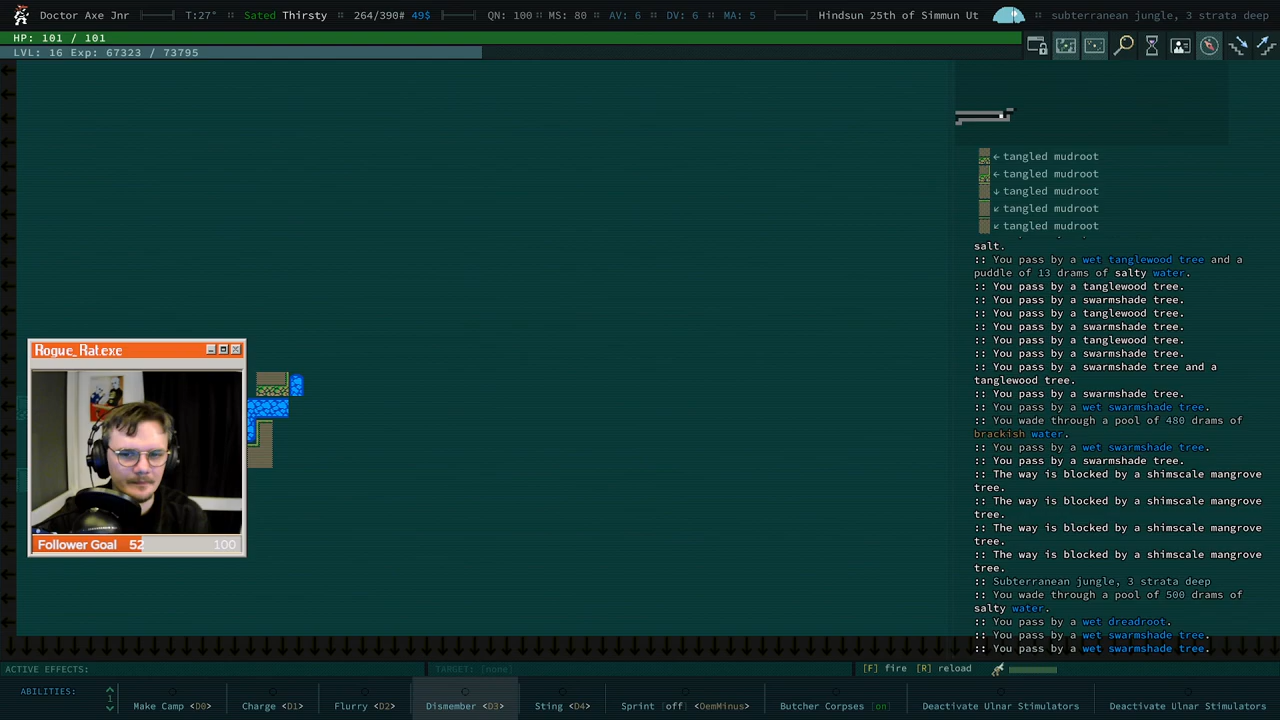 Doctor Axe Jnr T:27° :: Sated Thirsty :: 264/390# 49$ QN: 100 :: MS: 80 :: AV: 6 :: DV: 6 :: MA: 5 Hindsun 25th of Simmun Ut :: subterranean jungle, 3 strata deep
HP: 101 / 101
LVL: 16 Exp: 67323 / 73795
tangled mudroot
tangled mudroot
tangled mudroot
tangled mudroot
tangled mudroot
salt.
:: You pass by a wet tanglewood tree and a
puddle of 13 drams of salty water.
:: You pass by a tanglewood tree.
:: You pass by a swarmshade tree.
:: You pass by a tanglewood tree.
:: You pass by a swarmshade tree.
:: You pass by a tanglewood tree.
:: You pass by a swarmshade tree.
:: You pass by a swarmshade tree and a
tanglewood tree.
:: You pass by a swarmshade tree.
:: You pass by a wet swarmshade tree.
:: You wade through a pool of 480 drams of
brackish water.
:: You pass by a wet swarmshade tree.
:: You pass by a swarmshade tree.
:: The way is blocked by a shimscale mangrove
tree.
:: The way is blocked by a shimscale mangrove
tree.
:: The way is blocked by a shimscale mangrove
tree.
:: The way is blocked by a shimscale mangrove
tree.
:: Subterranean jungle, 3 strata deep
:: You wade through a pool of 500 drams of
salty water.
:: You pass by a wet dreadroot.
:: You pass by a wet swarmshade tree.
:: You pass by a wet swarmshade tree.
Rogue_Rat.exe
Follower Goal 52 100
ACTIVE EFFECTS: TARGET: [none] [F] fire [R] reload
ABILITIES: 1 Make Camp <D0> Charge <D1> Flurry <D2> Dismember <D3> Sting <D4> Sprint [off] <OemMinus> Butcher Corpses [on] Deactivate Ulnar Stimulators Deactivate Ulnar Stimulators